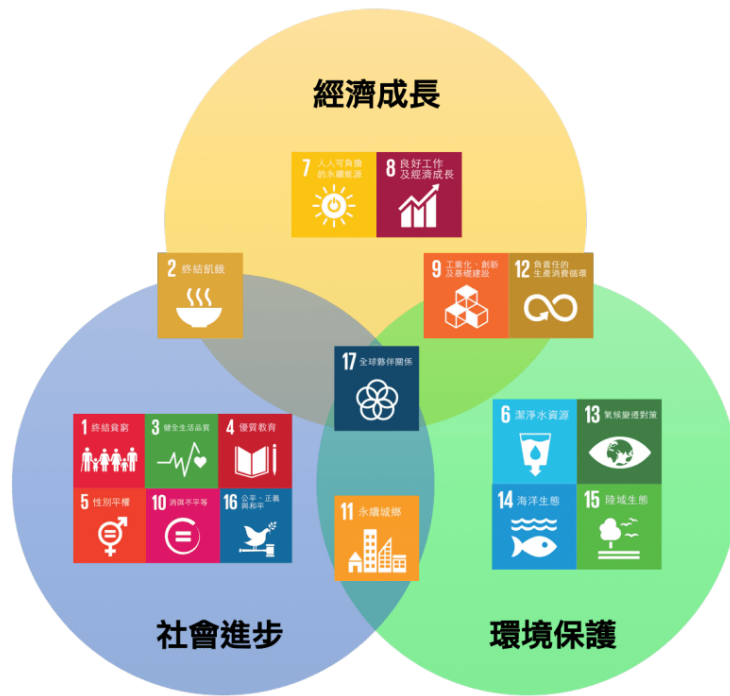 經濟成長
7 人人可負擔
的永續能源
8 良好工作
及經濟成長
2 終結飢餓
9 工業化、創新
及基礎建設
12 負責任的
生產消費循環
17 全球夥伴關係
1 終結貧窮
3 健全生活品質
4 優質教育
5 性別平權
10 消弭不平等
16 公平、正義
與和平
6 潔淨水資源
13 氣候變遷對策
14 海洋生態
15 陸域生態
11 永續城鄉
社會進步
環境保護